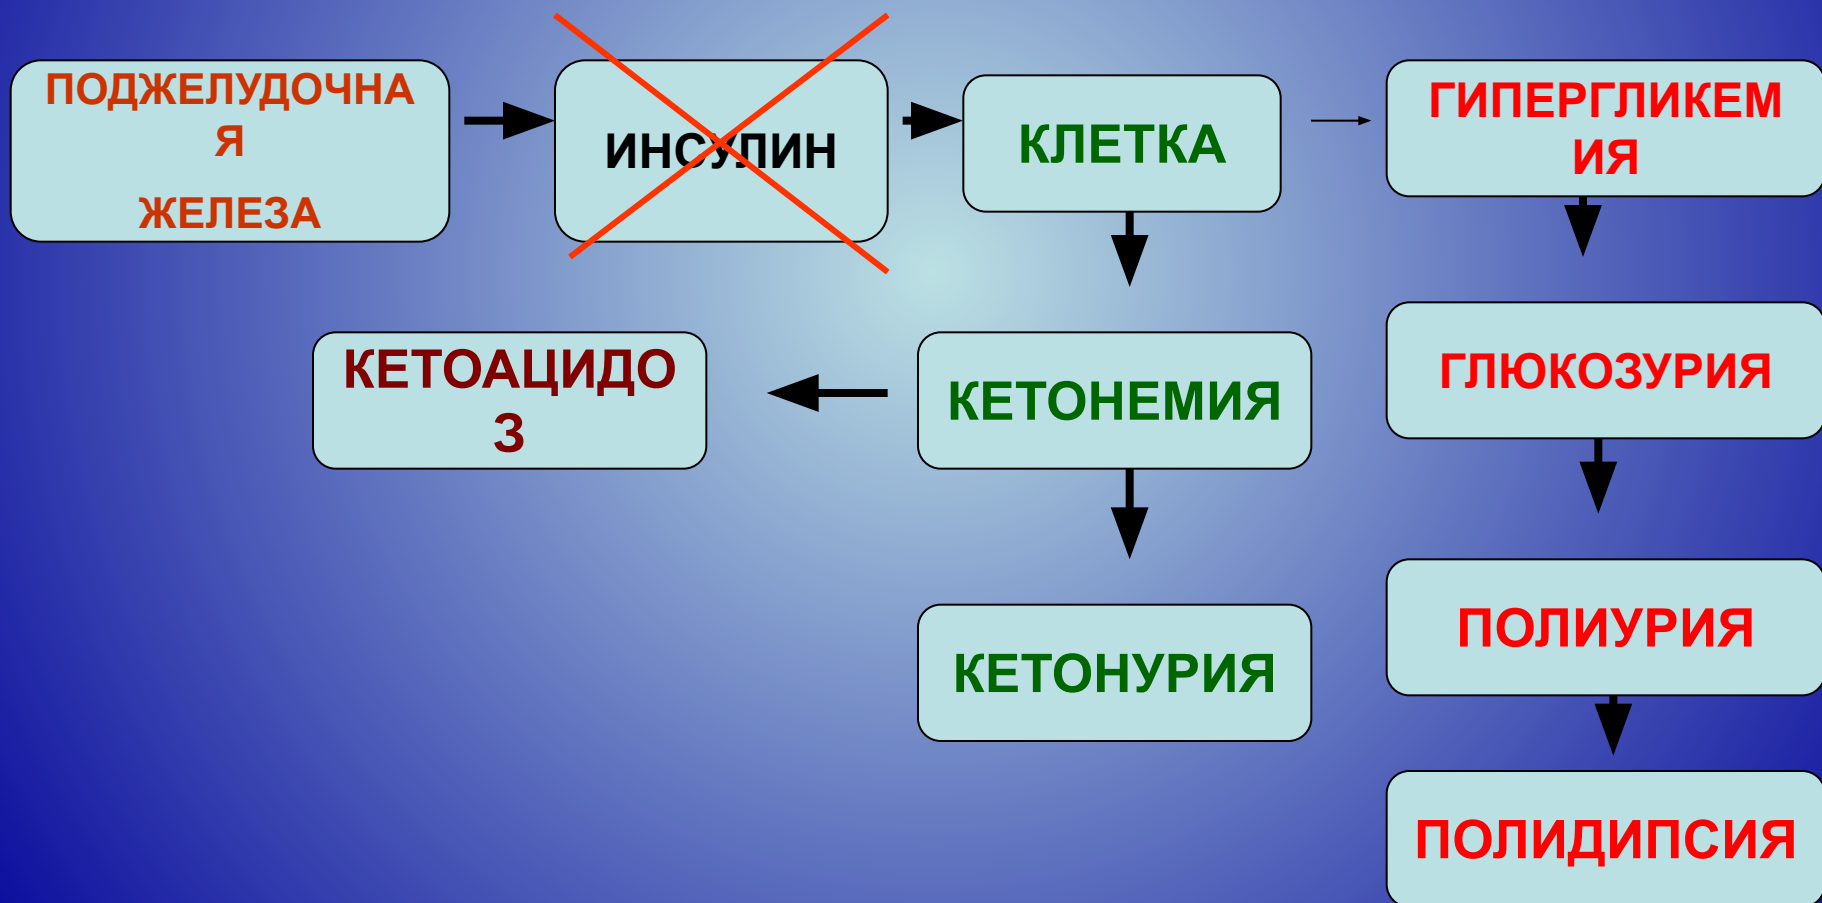 ПОДЖЕЛУДОЧНА
Я
ЖЕЛЕЗА
ИНСУЛИН
КЛЕТКА
ГИПЕРГЛИКЕМ
ИЯ
КЕТОАЦИДО
З
КЕТОНЕМИЯ
ГЛЮКОЗУРИЯ
КЕТОНУРИЯ
ПОЛИУРИЯ
ПОЛИДИПСИЯ